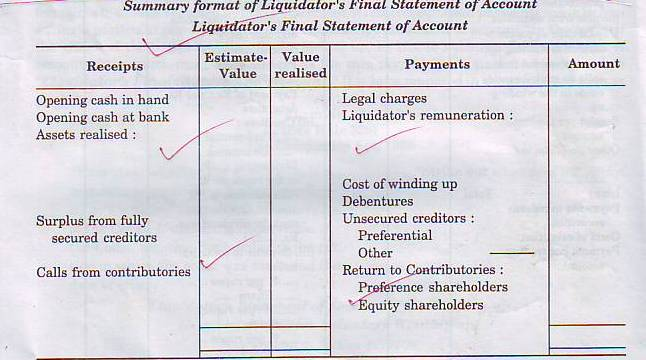 Summary format of Liquidator's Final Statement of Account
Liquidator's Final Statement of Account
Receipts
Estimate-
Value
Value
realised
Payments
Amount
Opening cash in hand
Opening cash at bank
Assets realised :
Surplus from fully
secured creditors
Calls from contributories
Legal charges
Liquidator's remuneration :
Cost of winding up
Debentures
Unsecured creditors :
Preferential
Other
Return to Contributories :
Preference shareholders
Equity shareholders